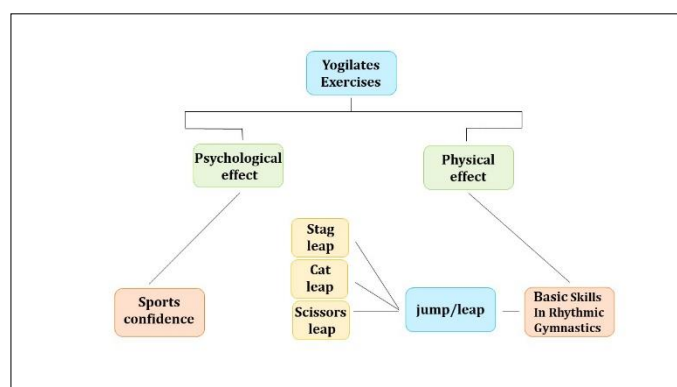 Yogilates
Exercises
Psychological
effect
Physical
effect
Stag
leap
Cat
leap
Scissors
leap
jump/leap
Basic Skills
In Rhythmic
Gymnastics
Sports
confidence